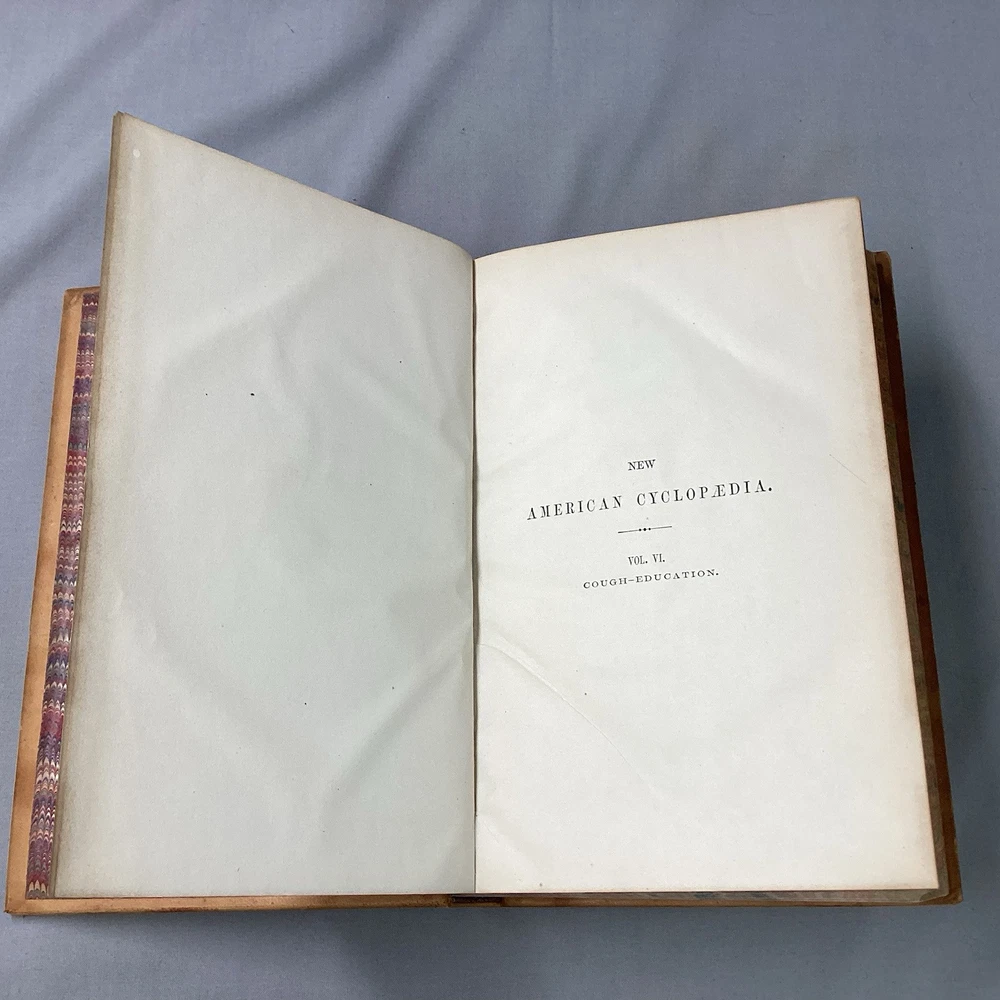 NEW
AMERICAN CYCLOPÆDIA.
VOL. VI.
COUGH–EDUCATION.